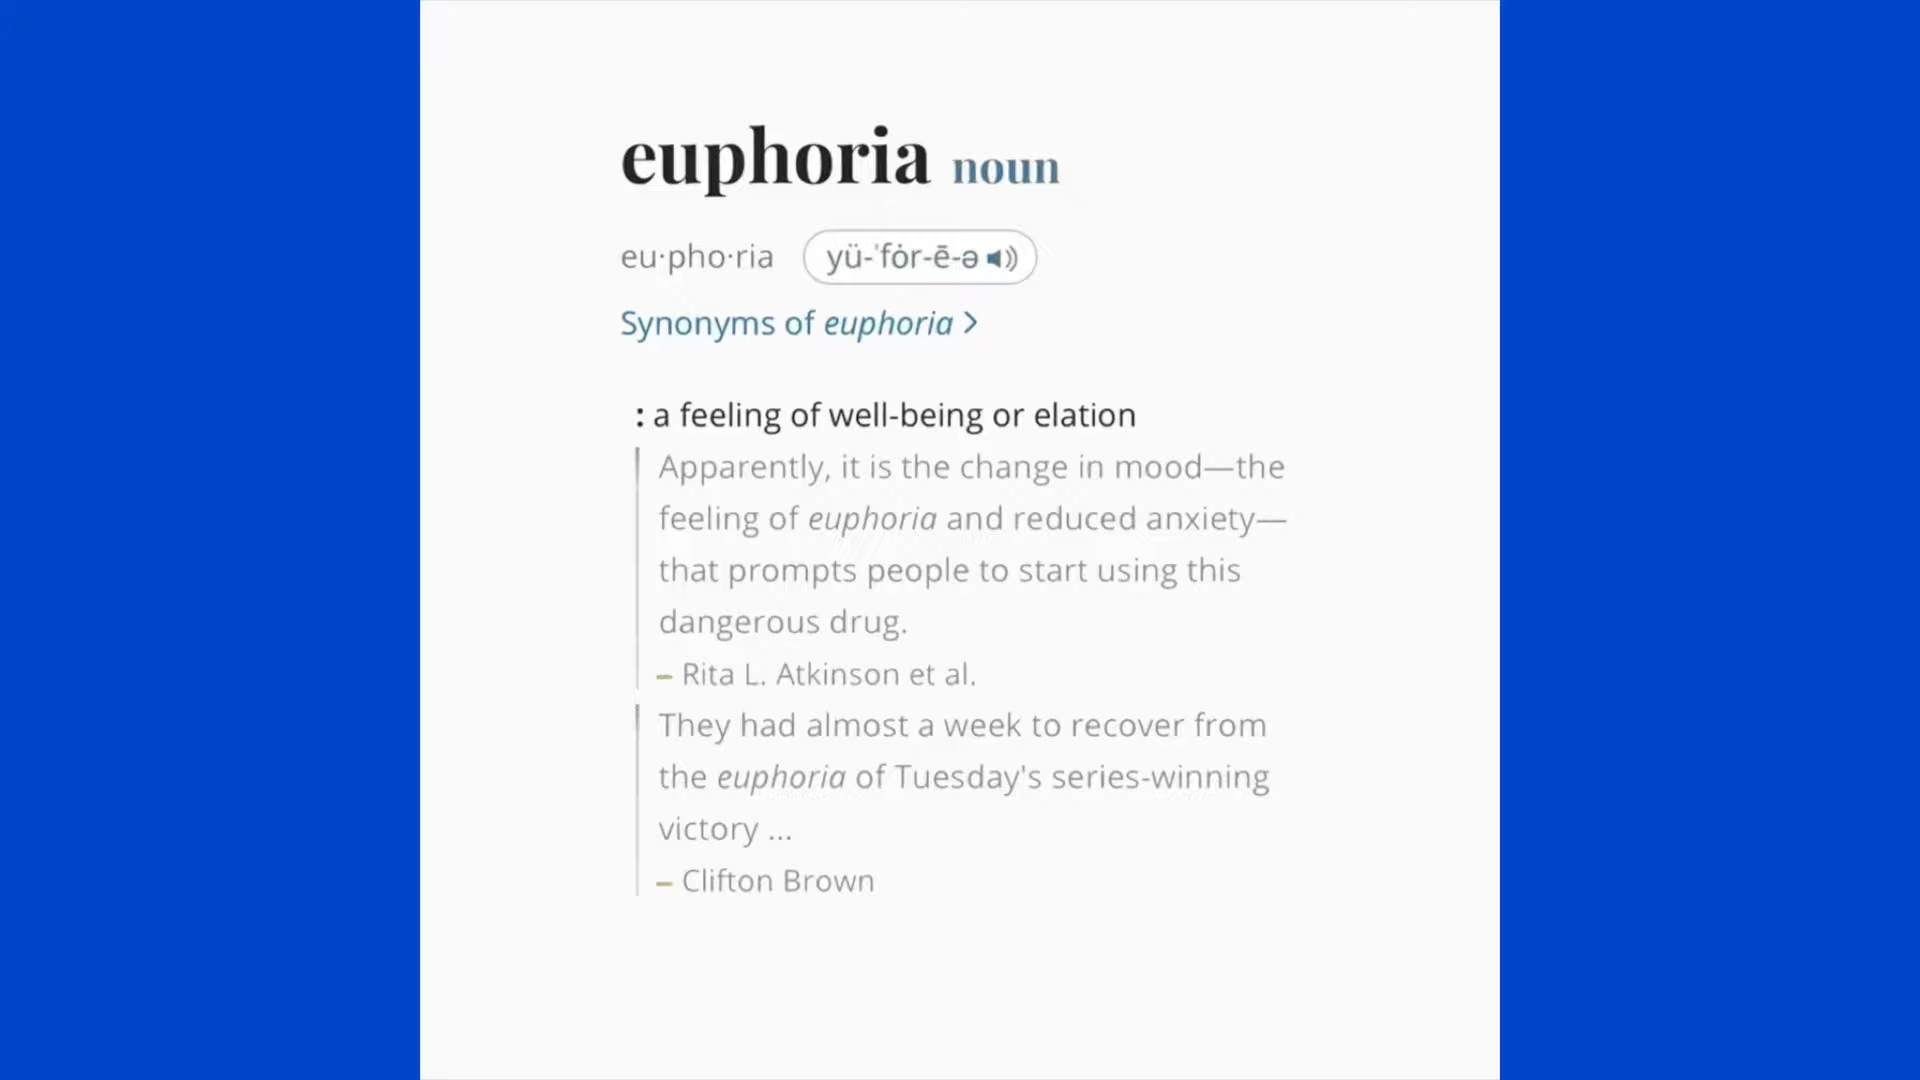 euphoria noun
eu·pho·ria yü-ˈfȯr-ē-ə
Synonyms of euphoria >
: a feeling of well-being or elation
Apparently, it is the change in mood—the
feeling of euphoria and reduced anxiety—
that prompts people to start using this
dangerous drug.
– Rita L. Atkinson et al.
They had almost a week to recover from
the euphoria of Tuesday's series-winning
victory ...
– Clifton Brown